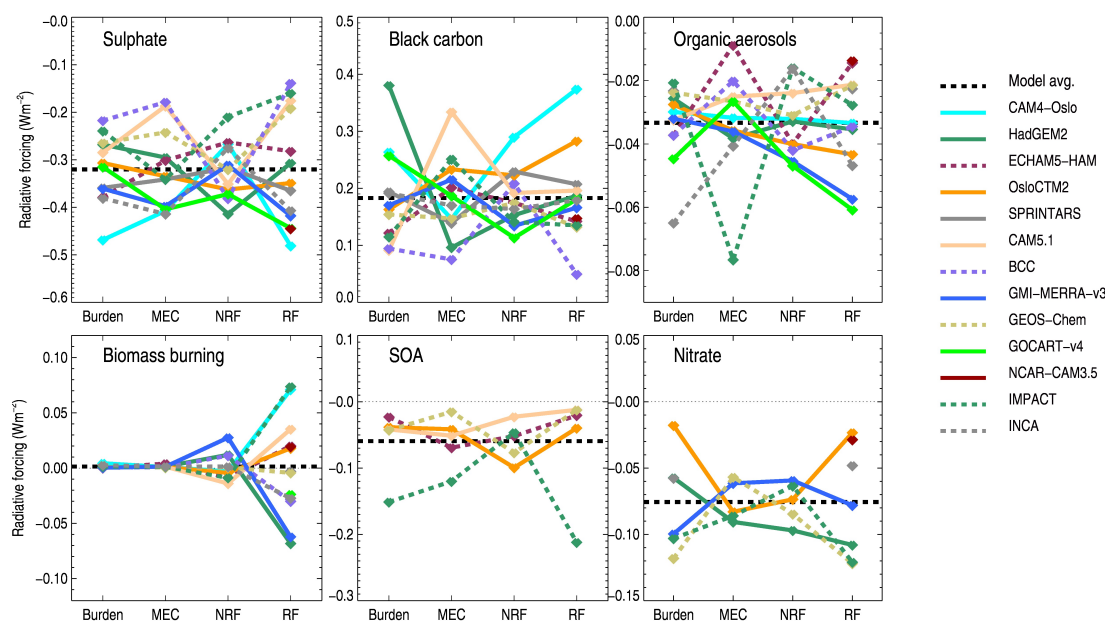 Sulphate
Black carbon
Organic aerosols
−0.0
−0.1
−0.2
−0.3
−0.4
−0.5
−0.6
Radiative forcing (Wm⁻²)
Burden MEC NRF RF
0.5
0.4
0.3
0.2
0.1
0.0
Burden MEC NRF RF
0.00
−0.02
−0.04
−0.06
−0.08
Burden MEC NRF RF
Biomass burning
SOA
Nitrate
0.10
0.05
0.00
−0.05
−0.10
Radiative forcing (Wm⁻²)
Burden MEC NRF RF
0.1
−0.0
−0.1
−0.2
−0.3
Burden MEC NRF RF
0.05
−0.00
−0.05
−0.10
−0.15
Burden MEC NRF RF
Model avg.
CAM4−Oslo
HadGEM2
ECHAM5−HAM
OsloCTM2
SPRINTARS
CAM5.1
BCC
GMI−MERRA−v3
GEOS−Chem
GOCART−v4
NCAR−CAM3.5
IMPACT
INCA